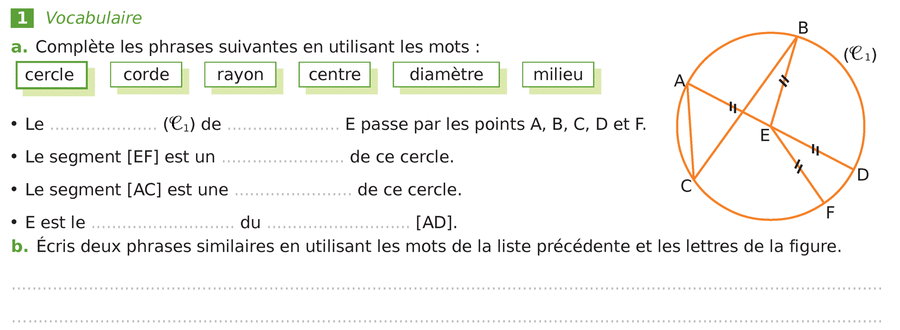 1 Vocabulaire
a. Complète les phrases suivantes en utilisant les mots :
cercle corde rayon centre diamètre milieu
• Le ..................... (𝒞₁) de ...................... E passe par les points A, B, C, D et F.
• Le segment [EF] est un ........................ de ce cercle.
• Le segment [AC] est une ....................... de ce cercle.
• E est le ............................ du ............................ [AD].
b. Écris deux phrases similaires en utilisant les mots de la liste précédente et les lettres de la figure.
B
(𝒞₁)
A
E
C
D
F